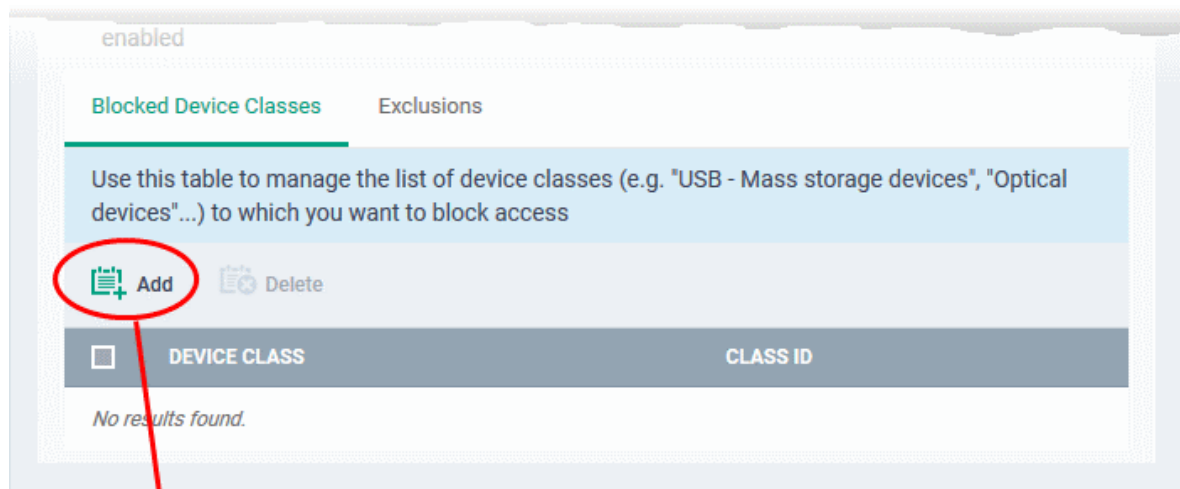 enabled
Blocked Device Classes Exclusions
Use this table to manage the list of device classes (e.g. "USB - Mass storage devices", "Optical
devices"...) to which you want to block access
Add Delete
DEVICE CLASS CLASS ID
No results found.